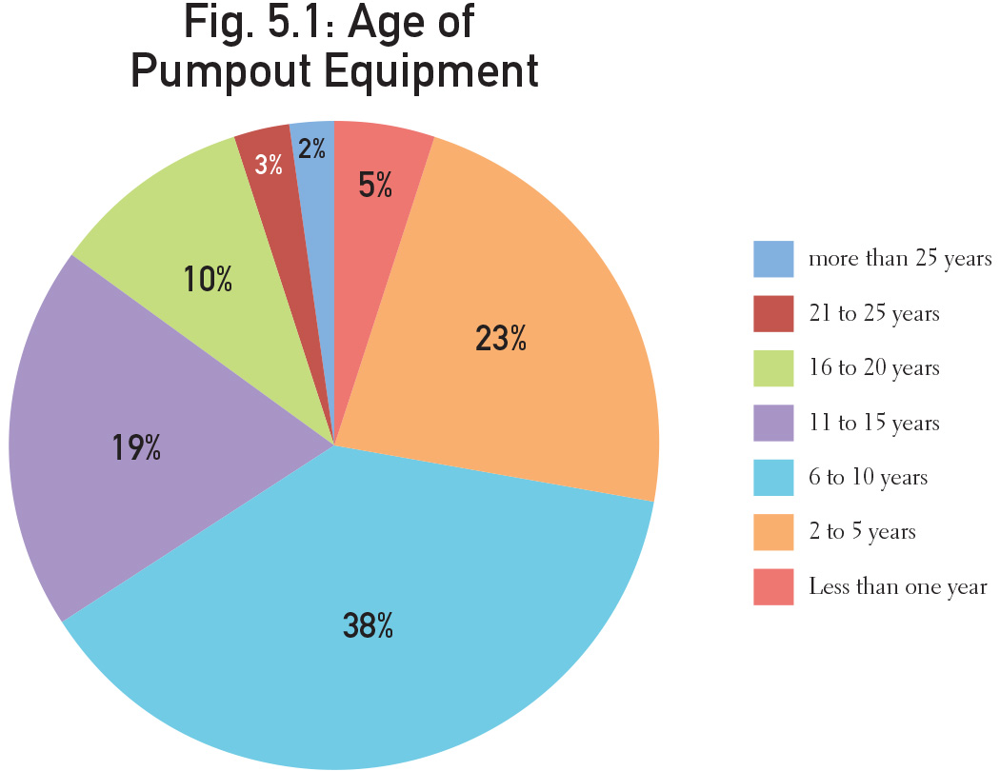 Fig. 5.1: Age of
Pumpout Equipment
3%
2%
5%
10%
23%
19%
38%
more than 25 years
21 to 25 years
16 to 20 years
11 to 15 years
6 to 10 years
2 to 5 years
Less than one year